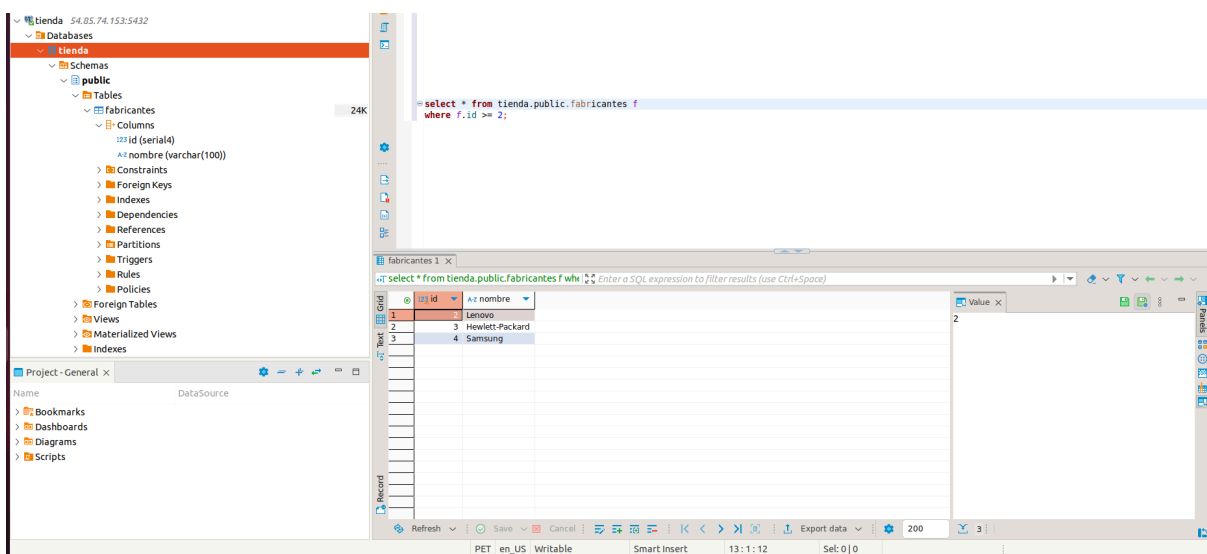 tienda 54.85.74.153:5432
Databases
tienda
Schemas
public
Tables
fabricantes 24K
Columns
123 id (serial4)
A-Z nombre (varchar(100))
Constraints
Foreign Keys
Indexes
Dependencies
References
Partitions
Triggers
Rules
Policies
Foreign Tables
Views
Materialized Views
Indexes
Project - General
Name DataSource
Bookmarks
Dashboards
Diagrams
Scripts
select * from tienda.public.fabricantes f
where f.id >= 2;
fabricantes 1
select * from tienda.public.fabricantes f whe Enter a SQL expression to filter results (use Ctrl+Space)
Grid
Text
Record
123 id A-Z nombre
1 2 Lenovo
2 3 Hewlett-Packard
3 4 Samsung
Value
2
Panels
Refresh Save Cancel Export data 200 3
PET en_US Writable Smart Insert 13 : 1 : 12 Sel: 0 | 0